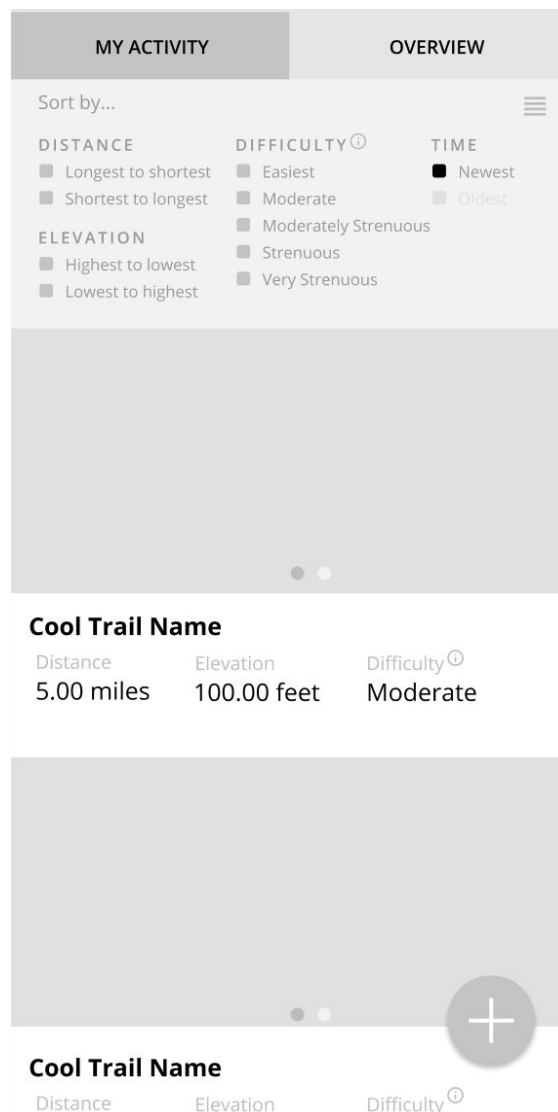 MY ACTIVITY
OVERVIEW
Sort by...
DISTANCE
Longest to shortest
Shortest to longest
ELEVATION
Highest to lowest
Lowest to highest
DIFFICULTY
Easiest
Moderate
Moderately Strenuous
Strenuous
Very Strenuous
TIME
Newest
Oldest
Cool Trail Name
Distance
5.00 miles
Elevation
100.00 feet
Difficulty
Moderate
Cool Trail Name
Distance
Elevation
Difficulty